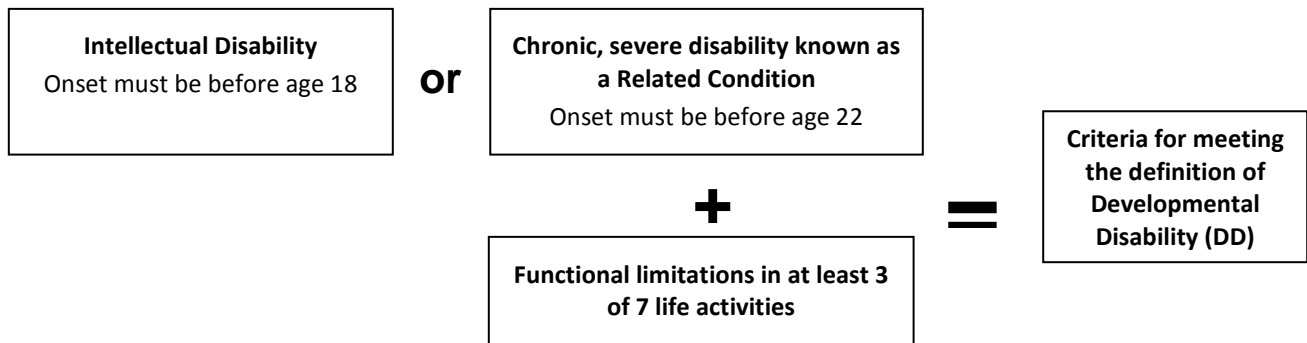 Intellectual Disability
Onset must be before age 18
or
Chronic, severe disability known as
a Related Condition
Onset must be before age 22
+
Functional limitations in at least 3
of 7 life activities
=
Criteria for meeting
the definition of
Developmental
Disability (DD)